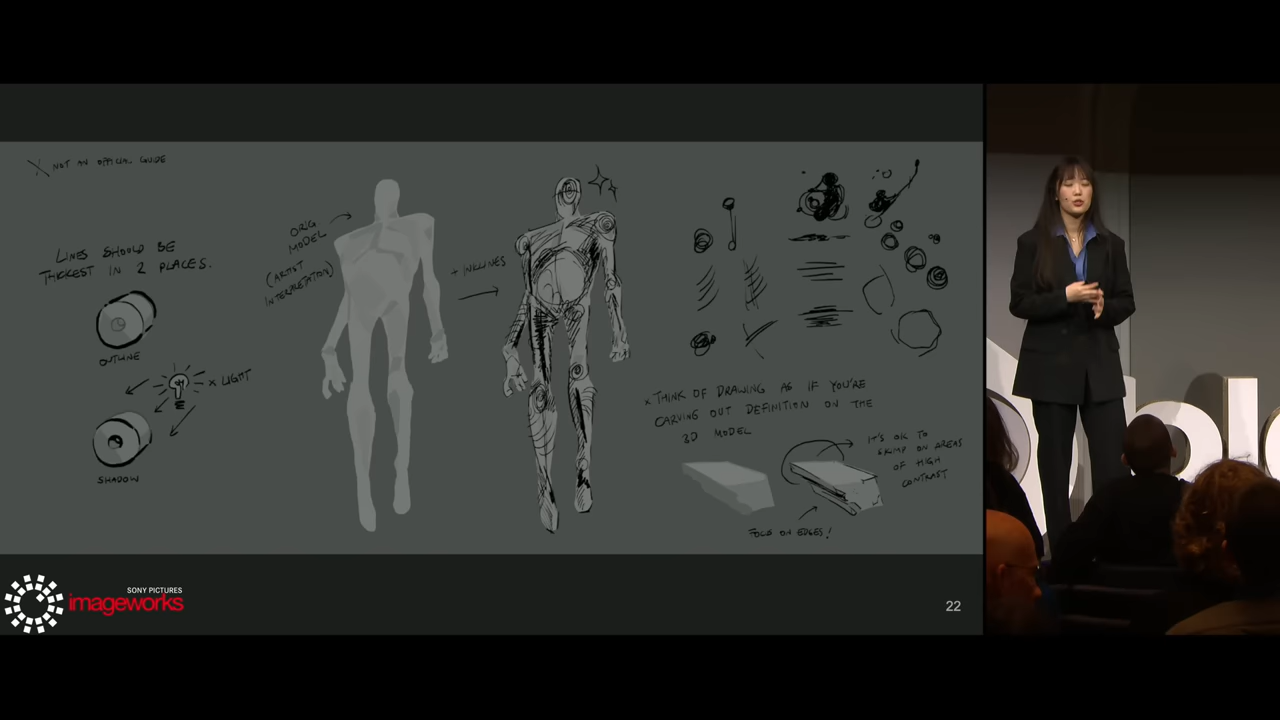 X NOT AN OFFICIAL GUIDE
LINES SHOULD BE
THICKEST IN 2 PLACES.
OUTLINE
x LIGHT
SHADOW
ORIG
MODEL
(ARTIST
INTERPRETATION)
+ INKLINES
x THINK OF DRAWING AS IF YOU'RE
CARVING OUT DEFINITION ON THE
3D MODEL
IT'S OK TO
SKIMP ON AREAS
OF HIGH
CONTRAST
FOCUS ON EDGES!
SONY PICTURES
imageworks
22